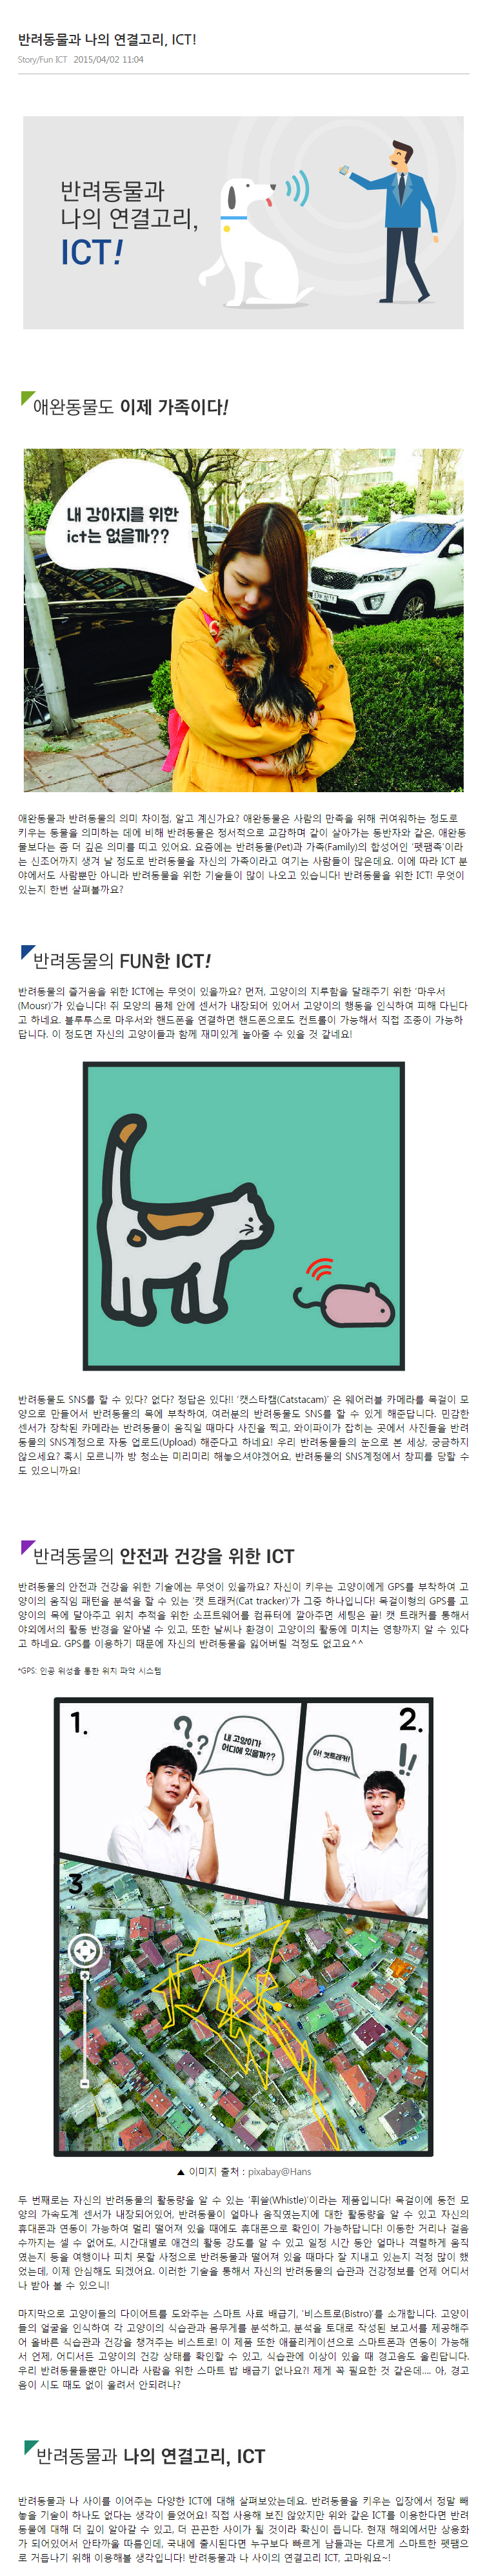 반려동물과 나의 연결고리, ICT!
Story/Fun ICT 2015/04/02 11:04
반려동물과
나의 연결고리,
ICT!
애완동물도 이제 가족이다!
내 강아지를 위한
ict는 없을까??
애완동물과 반려동물의 의미 차이점, 알고 계신가요? 애완동물은 사람의 만족을 위해 귀여워하는 정도로
키우는 동물을 의미하는 데에 비해 반려동물은 정서적으로 교감하며 같이 살아가는 동반자와 같은, 애완동
물보다는 좀 더 깊은 의미를 띠고 있어요. 요즘에는 반려동물(Pet)과 가족(Family)의 합성어인 '펫팸족'이라
는 신조어까지 생겨 날 정도로 반려동물을 자신의 가족이라고 여기는 사람들이 많은데요. 이에 따라 ICT 분
야에서도 사람뿐만 아니라 반려동물을 위한 기술들이 많이 나오고 있습니다! 반려동물을 위한 ICT! 무엇이
있는지 한번 살펴볼까요?
반려동물의 FUN한 ICT!
반려동물의 즐거움을 위한 ICT에는 무엇이 있을까요? 먼저, 고양이의 지루함을 달래주기 위한 '마우서
(Mousr)'가 있습니다! 쥐 모양의 몸체 안에 센서가 내장되어 있어서 고양이의 행동을 인식하여 피해 다닌다
고 하네요. 블루투스로 마우서와 핸드폰을 연결하면 핸드폰으로도 컨트롤이 가능해서 직접 조종이 가능하
답니다. 이 정도면 자신의 고양이들과 함께 재미있게 놀아줄 수 있을 것 같네요!
반려동물도 SNS를 할 수 있다? 없다? 정답은 있다!! '캣스타캠(Catstacam)' 은 웨어러블 카메라를 목걸이 모
양으로 만들어서 반려동물의 목에 부착하여, 여러분의 반려동물도 SNS를 할 수 있게 해준답니다. 민감한
센서가 장착된 카메라는 반려동물이 움직일 때마다 사진을 찍고, 와이파이가 잡히는 곳에서 사진들을 반려
동물의 SNS계정으로 자동 업로드(Upload) 해준다고 하네요! 우리 반려동물들의 눈으로 본 세상, 궁금하지
않으세요? 혹시 모르니까 방 청소는 미리미리 해놓으셔야겠어요, 반려동물의 SNS계정에서 창피를 당할 수
도 있으니까요!
반려동물의 안전과 건강을 위한 ICT
반려동물의 안전과 건강을 위한 기술에는 무엇이 있을까요? 자신이 키우는 고양이에게 GPS를 부착하여 고
양이의 움직임 패턴을 분석을 할 수 있는 '캣 트래커(Cat tracker)'가 그중 하나입니다! 목걸이형의 GPS를 고
양이의 목에 달아주고 위치 추적을 위한 소프트웨어를 컴퓨터에 깔아주면 세팅은 끝! 캣 트래커를 통해서
야외에서의 활동 반경을 알아낼 수 있고, 또한 날씨나 환경이 고양이의 활동에 미치는 영향까지 알 수 있다
고 하네요. GPS를 이용하기 때문에 자신의 반려동물을 잃어버릴 걱정도 없고요^^
*GPS: 인공 위성을 통한 위치 파악 시스템
1.
???
내 고양이가
어디에 있을까??
2.
아! 캣트래커!!
!!
3.
▲ 이미지 출처 : pixabay@Hans
두 번째로는 자신의 반려동물의 활동량을 알 수 있는 '휘쓸(Whistle)'이라는 제품입니다! 목걸이에 동전 모
양의 가속도계 센서가 내장되어있어, 반려동물이 얼마나 움직였는지에 대한 활동량을 알 수 있고 자신의
휴대폰과 연동이 가능하여 멀리 떨어져 있을 때에도 휴대폰으로 확인이 가능하답니다! 이동한 거리나 걸음
수까지는 셀 수 없어도, 시간대별로 애견의 활동 강도를 알 수 있고 일정 시간 동안 얼마나 격렬하게 움직
였는지 등을 여행이나 피치 못할 사정으로 반려동물과 떨어져 있을 때마다 잘 지내고 있는지 걱정 많이 했
었는데, 이제 안심해도 되겠어요. 이러한 기술을 통해서 자신의 반려동물의 습관과 건강정보를 언제 어디서
나 받아 볼 수 있으니!
마지막으로 고양이들의 다이어트를 도와주는 스마트 사료 배급기, '비스트로(Bistro)'를 소개합니다. 고양이
들의 얼굴을 인식하여 각 고양이의 식습관과 몸무게를 분석하고, 분석을 토대로 작성된 보고서를 제공해주
어 올바른 식습관과 건강을 챙겨주는 비스트로! 이 제품 또한 애플리케이션으로 스마트폰과 연동이 가능해
서 언제, 어디서든 고양이의 건강 상태를 확인할 수 있고, 식습관에 이상이 있을 때 경고음도 울린답니다.
우리 반려동물들뿐만 아니라 사람을 위한 스마트 밥 배급기 없나요?! 제게 꼭 필요한 것 같은데.... 아, 경고
음이 시도 때도 없이 울려서 안되려나?
반려동물과 나의 연결고리, ICT
반려동물과 나 사이를 이어주는 다양한 ICT에 대해 살펴보았는데요. 반려동물을 키우는 입장에서 정말 빼
놓을 기술이 하나도 없다는 생각이 들었어요! 직접 사용해 보진 않았지만 위와 같은 ICT를 이용한다면 반려
동물에 대해 더 깊이 알아갈 수 있고, 더 끈끈한 사이가 될 것이라 확신이 듭니다. 현재 해외에서만 상용화
가 되어있어서 안타까울 따름인데, 국내에 출시된다면 누구보다 빠르게 남들과는 다르게 스마트한 펫팸으
로 거듭나기 위해 이용해볼 생각입니다! 반려동물과 나 사이의 연결고리 ICT, 고마워요~!